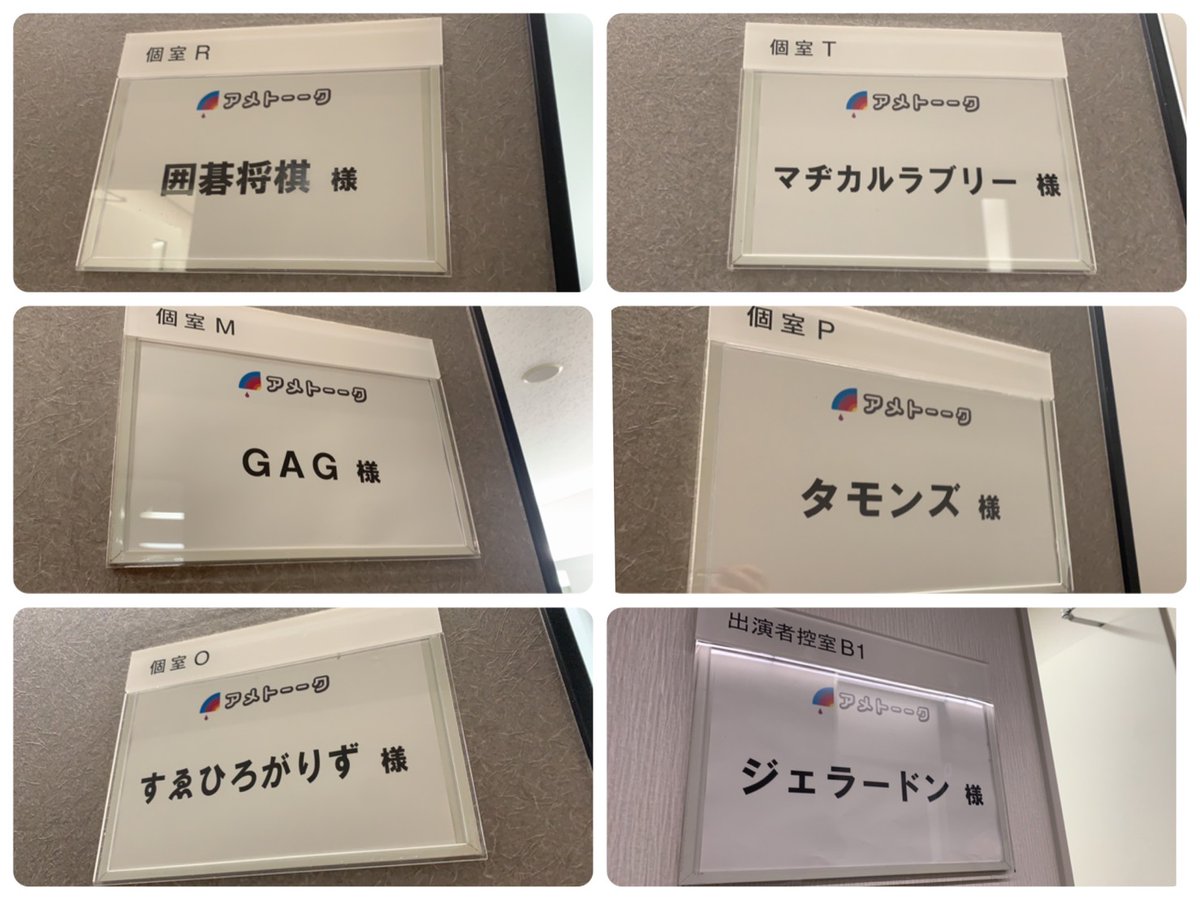 個室 R
アメトーーク
囲碁将棋 様
個室 T
アメトーーク
マヂカルラブリー 様
個室 M
アメトーーク
GAG 様
個室 P
アメトーーク
タモンズ 様
個室 O
アメトーーク
すゑひろがりず 様
出演者控室B1
アメトーーク
ジェラードン 様